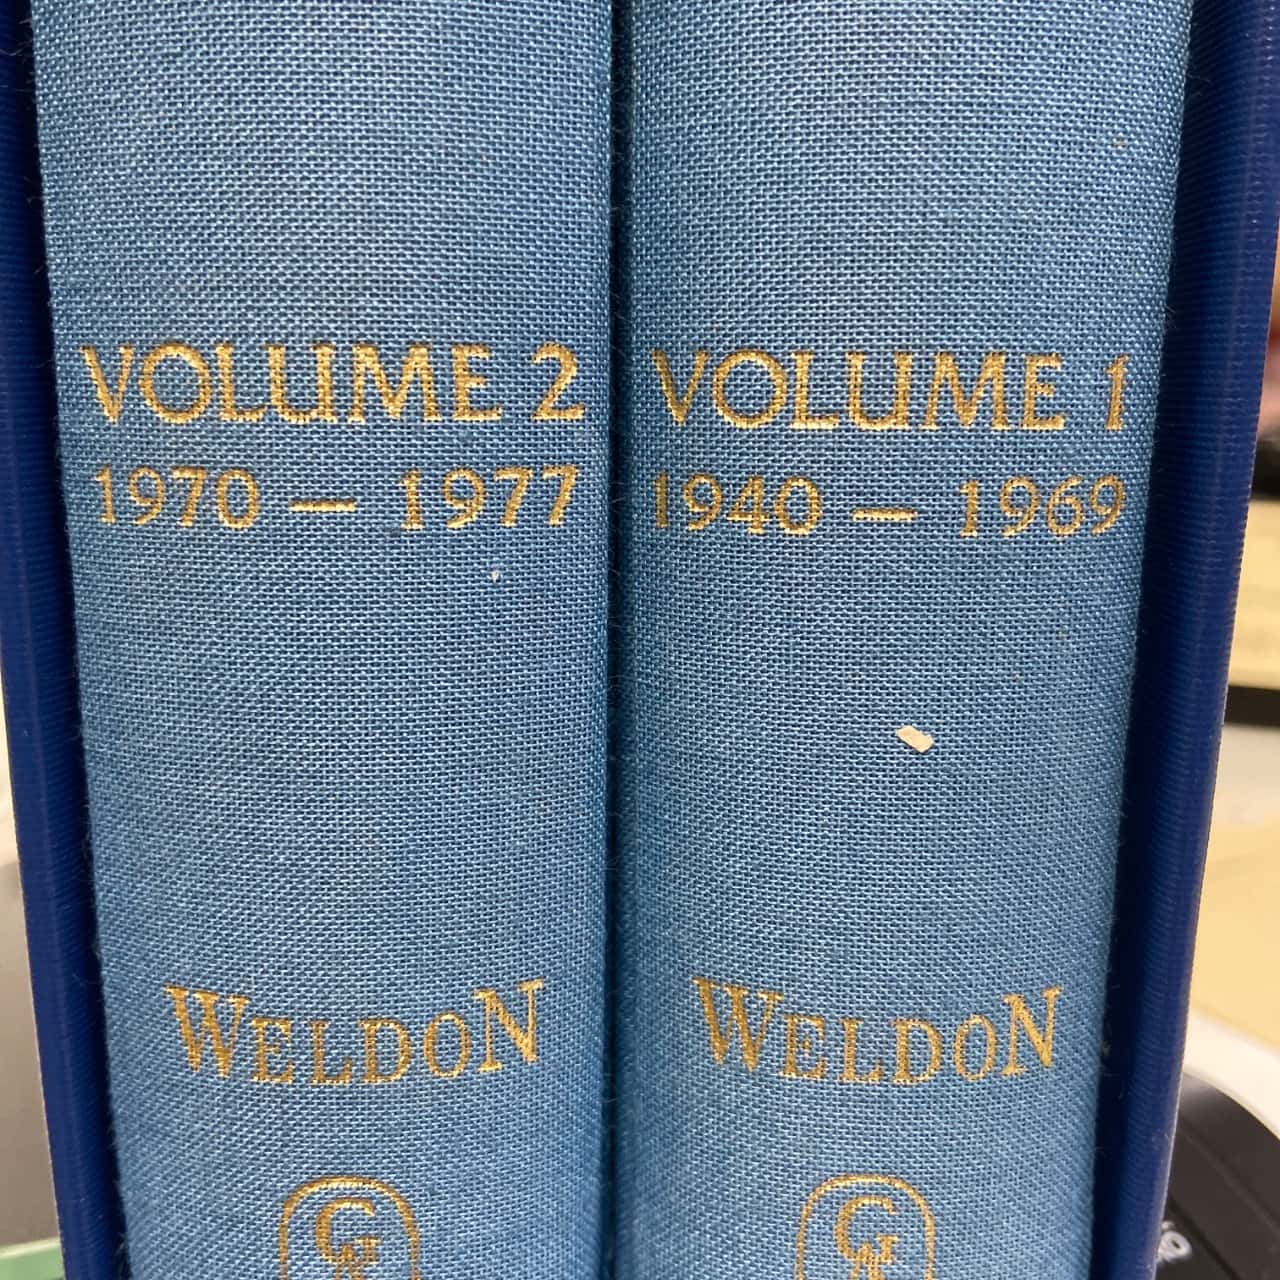 VOLUME 2
1970 — 1977
WELDON
VOLUME 1
1940 — 1969
WELDON